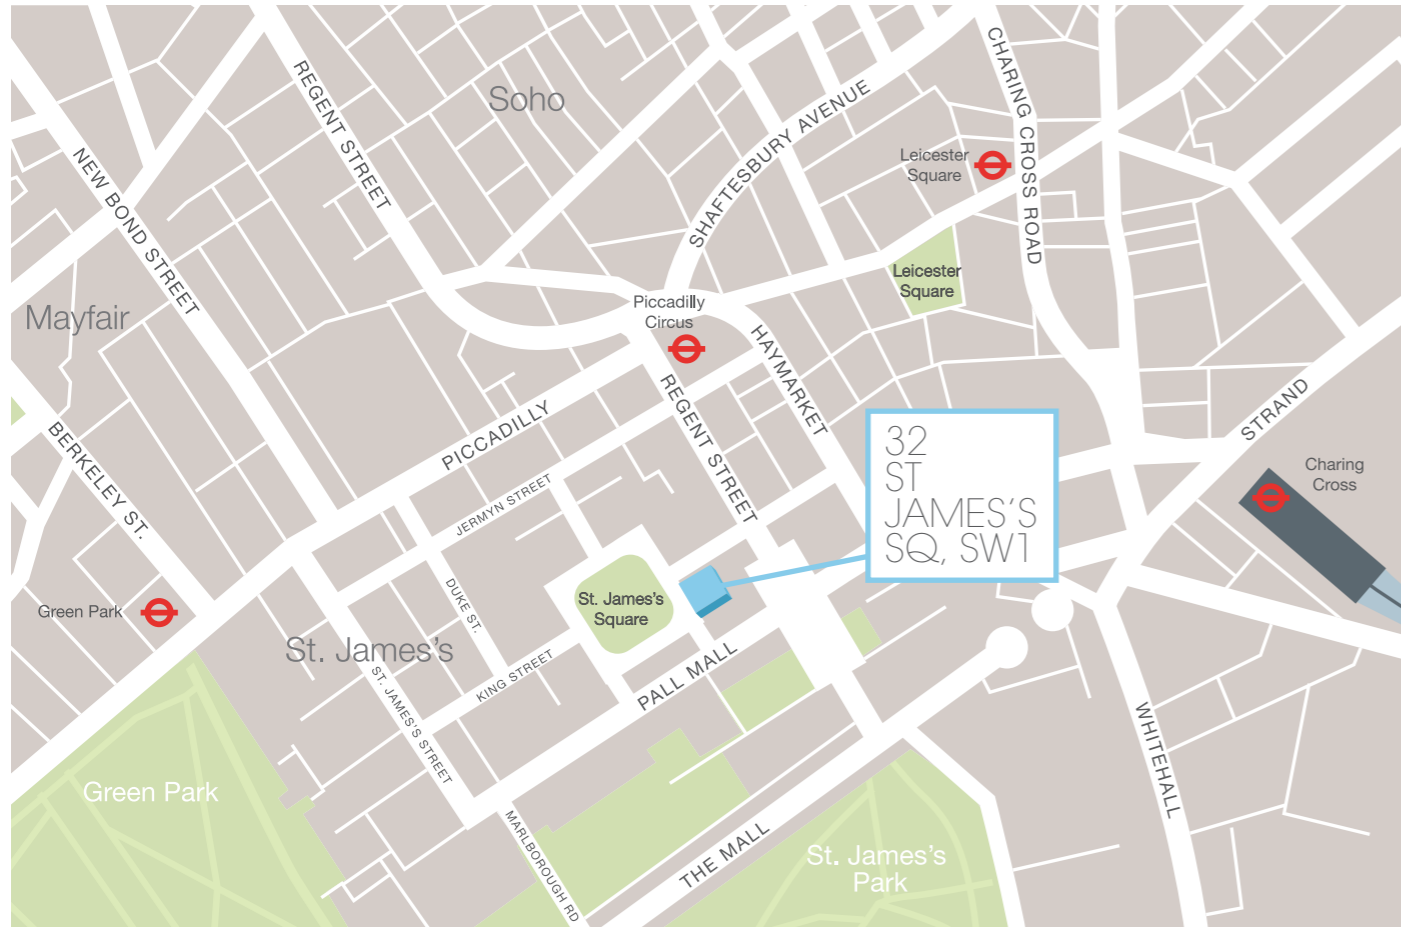 Soho
REGENT STREET
CHARING CROSS ROAD
SHAFTESBURY AVENUE
Leicester
Square
NEW BOND STREET
Leicester
Square
Mayfair
Piccadilly
Circus
HAYMARKET
REGENT STREET
PICCADILLY
STRAND
BERKELEY ST.
32
ST
JAMES'S
SQ, SW1
Charing
Cross
JERMYN STREET
DUKE ST.
St. James's
Square
Green Park
St. James's
KING STREET
PALL MALL
ST. JAMES'S STREET
WHITEHALL
Green Park
MARLBOROUGH RD
THE MALL
St. James's
Park